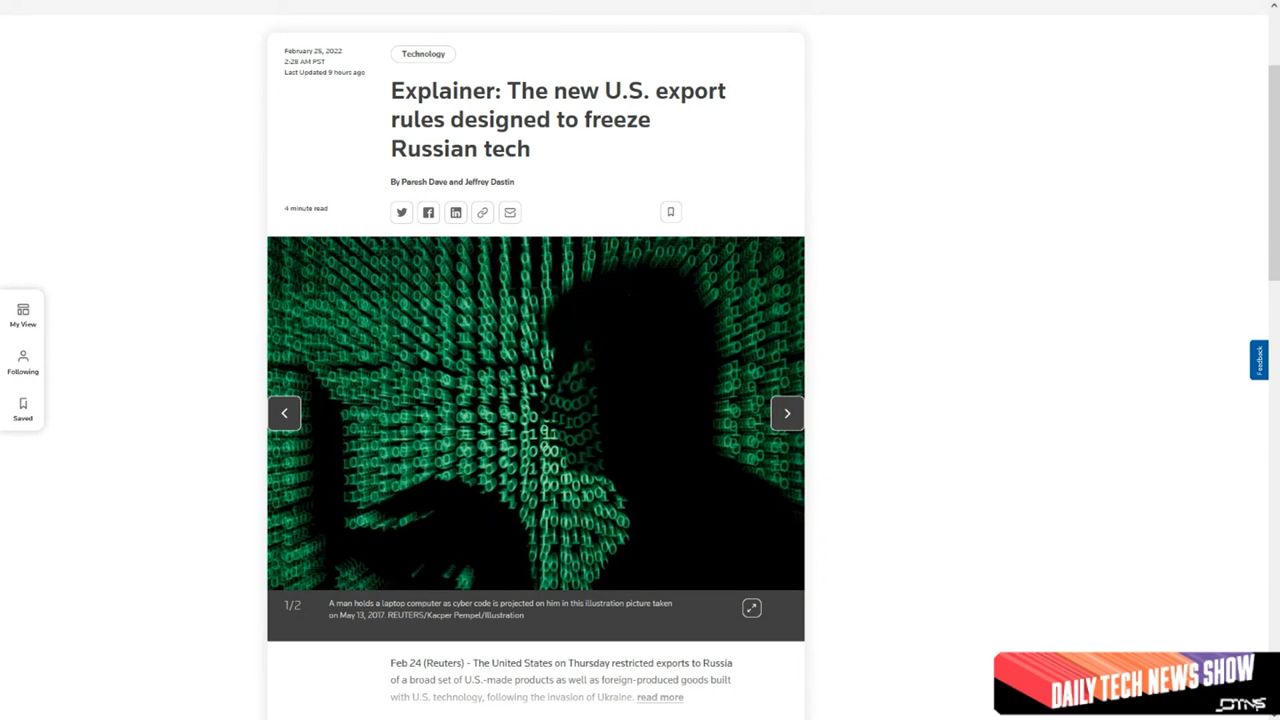 February 25, 2022
2:28 AM PST
Last Updated 9 hours ago
Technology
Explainer: The new U.S. export
rules designed to freeze
Russian tech
By Paresh Dave and Jeffrey Dastin
4 minute read
My View
Following
Saved
Feedback
1/2
A man holds a laptop computer as cyber code is projected on him in this illustration picture taken
on May 13, 2017. REUTERS/Kacper Pempel/Illustration
Feb 24 (Reuters) - The United States on Thursday restricted exports to Russia
of a broad set of U.S.-made products as well as foreign-produced goods built
with U.S. technology, following the invasion of Ukraine. read more
DAILY TECH NEWS SHOW
DTNS